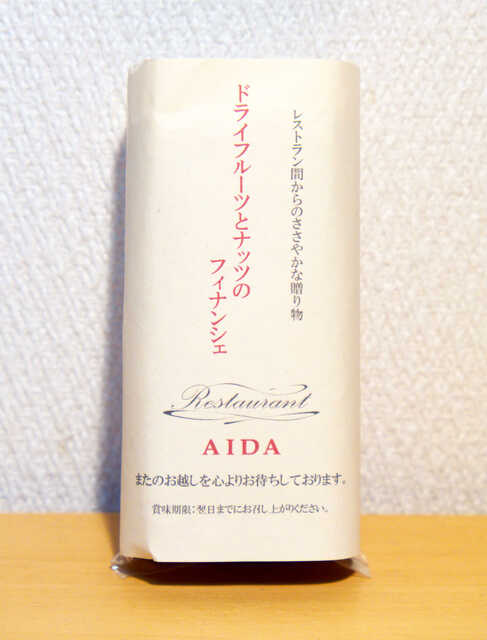 レストラン間からのささやかな贈り物
ドライフルーツとナッツの
フィナンシェ
Restaurant
AIDA
またのお越しを心よりお待ちしております。
賞味期限：翌日までにお召し上がりください。